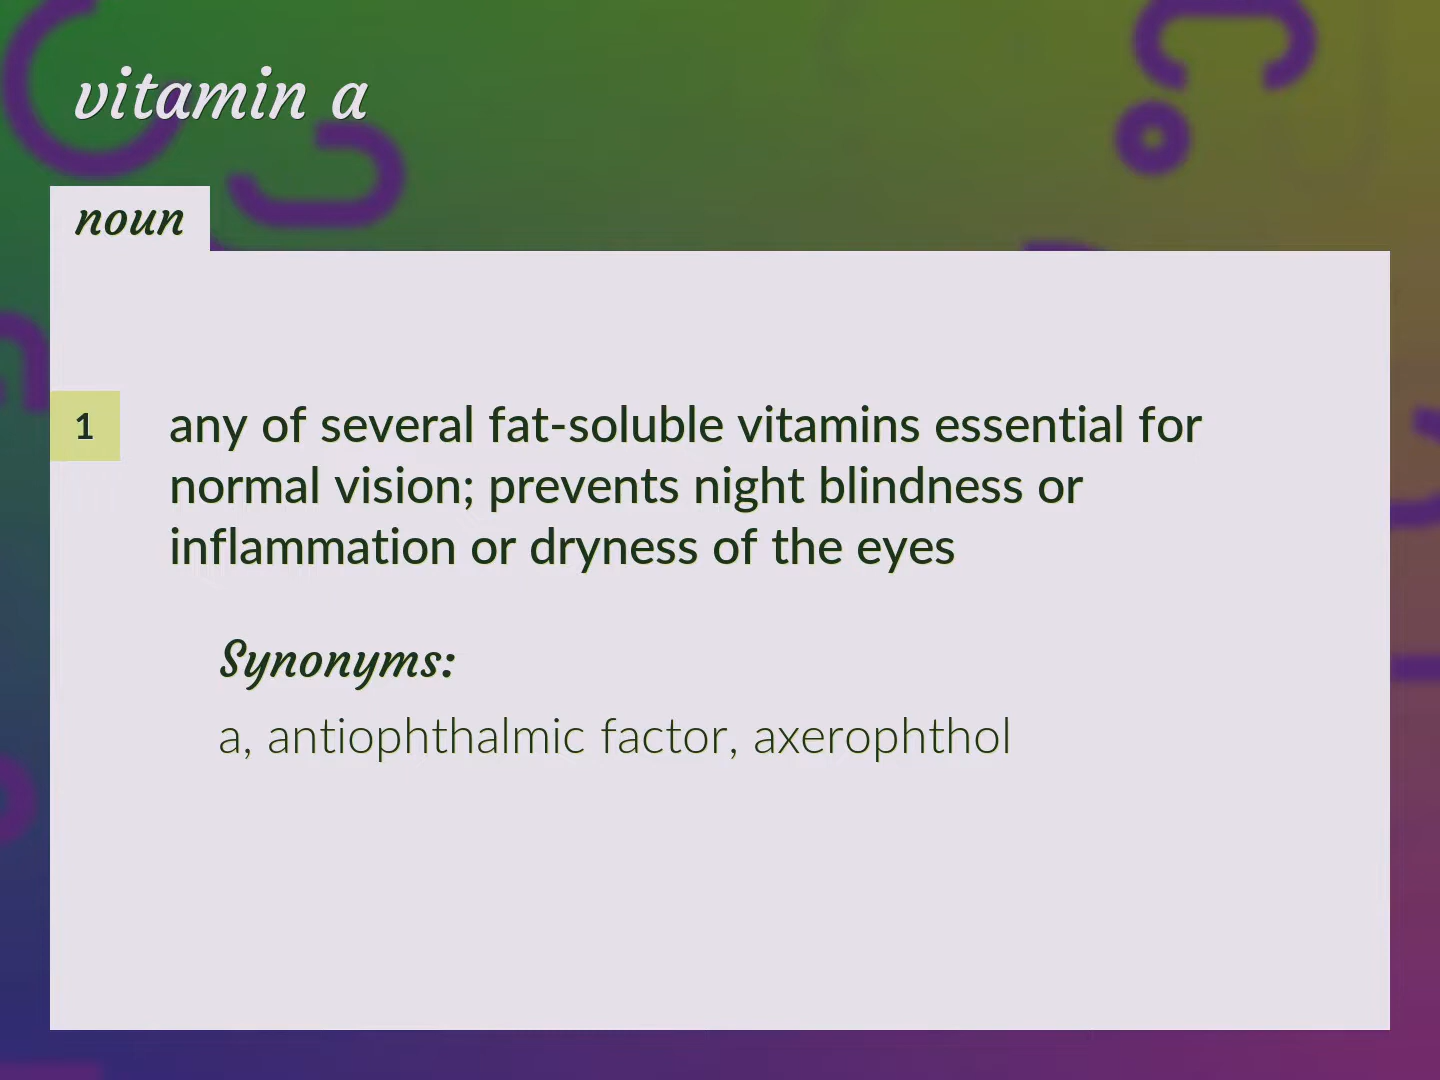 vitamin a
noun
1
any of several fat-soluble vitamins essential for
normal vision; prevents night blindness or
inflammation or dryness of the eyes
Synonyms:
a, antiophthalmic factor, axerophthol